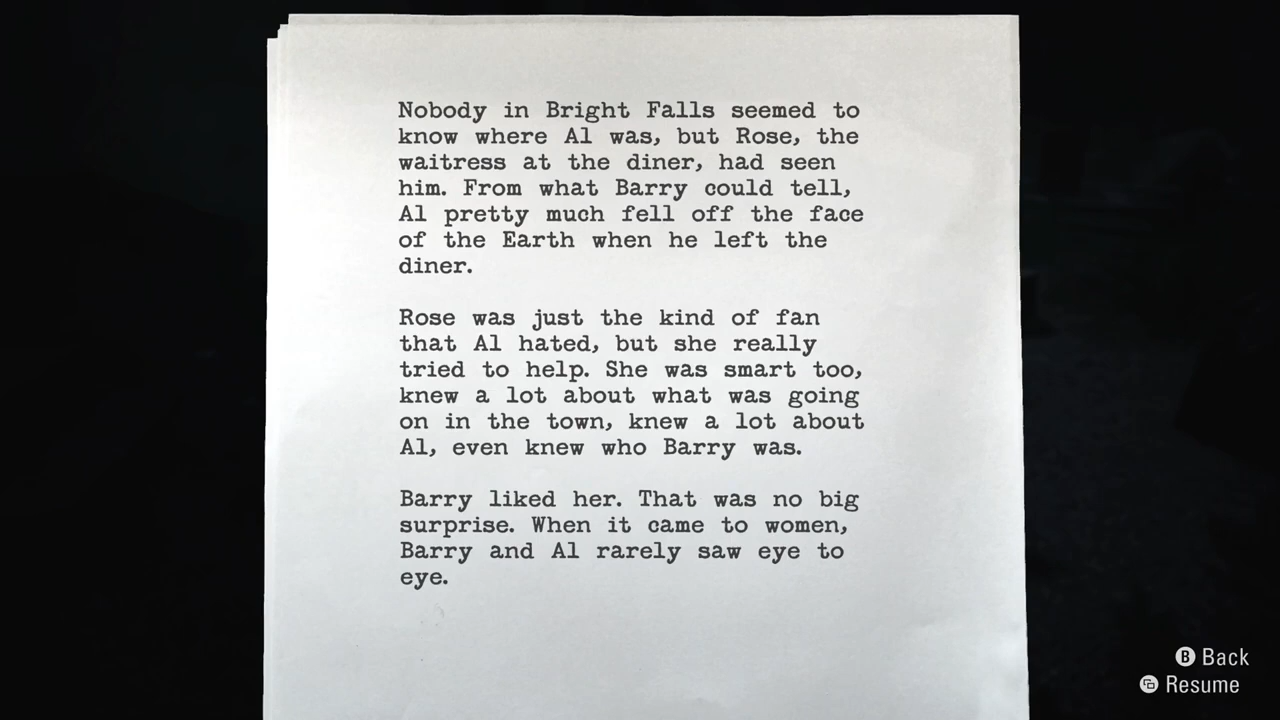 Nobody in Bright Falls seemed to
know where Al was, but Rose, the
waitress at the diner, had seen
him. From what Barry could tell,
Al pretty much fell off the face
of the Earth when he left the
diner.
Rose was just the kind of fan
that Al hated, but she really
tried to help. She was smart too,
knew a lot about what was going
on in the town, knew a lot about
Al, even knew who Barry was.
Barry liked her. That was no big
surprise. When it came to women,
Barry and Al rarely saw eye to
eye.
B Back
Resume